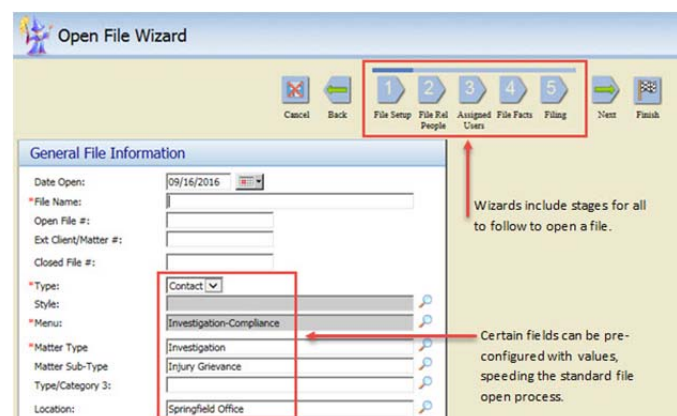 Open File Wizard
Cancel
Back
1
2
3
4
5
File Setup
File Rel
People
Assigned
Users
File Facts
Filing
Next
Finish
General File Information
Date Open: 09/16/2016
*File Name:
Open File #:
Ext Client/Matter #:
Closed File #:
*Type: Contact
Style:
*Menu: Investigation-Compliance
*Matter Type Investigation
Matter Sub-Type Injury Grievance
Type/Category 3:
Location: Springfield Office
Wizards include stages for all
to follow to open a file.
Certain fields can be pre-
configured with values,
speeding the standard file
open process.